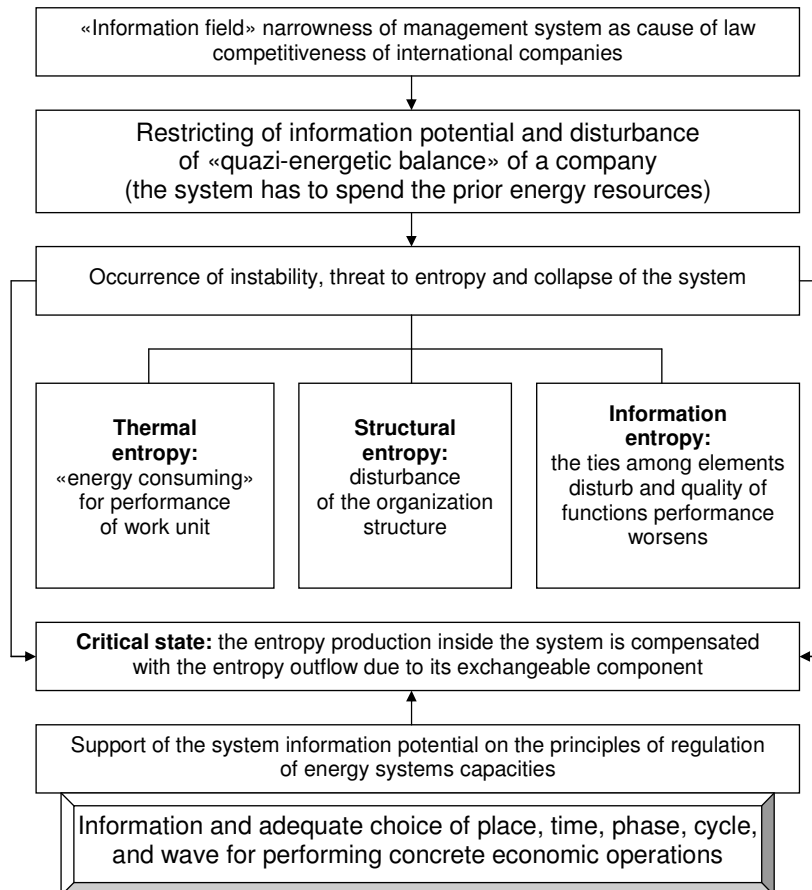 «Information field» narrowness of management system as cause of law
competitiveness of international companies
Restricting of information potential and disturbance
of «quazi-energetic balance» of a company
(the system has to spend the prior energy resources)
Occurrence of instability, threat to entropy and collapse of the system
Thermal
entropy:
«energy consuming»
for performance
of work unit
Structural
entropy:
disturbance
of the organization
structure
Information
entropy:
the ties among elements
disturb and quality of
functions performance
worsens
Critical state: the entropy production inside the system is compensated
with the entropy outflow due to its exchangeable component
Support of the system information potential on the principles of regulation
of energy systems capacities
Information and adequate choice of place, time, phase, cycle,
and wave for performing concrete economic operations